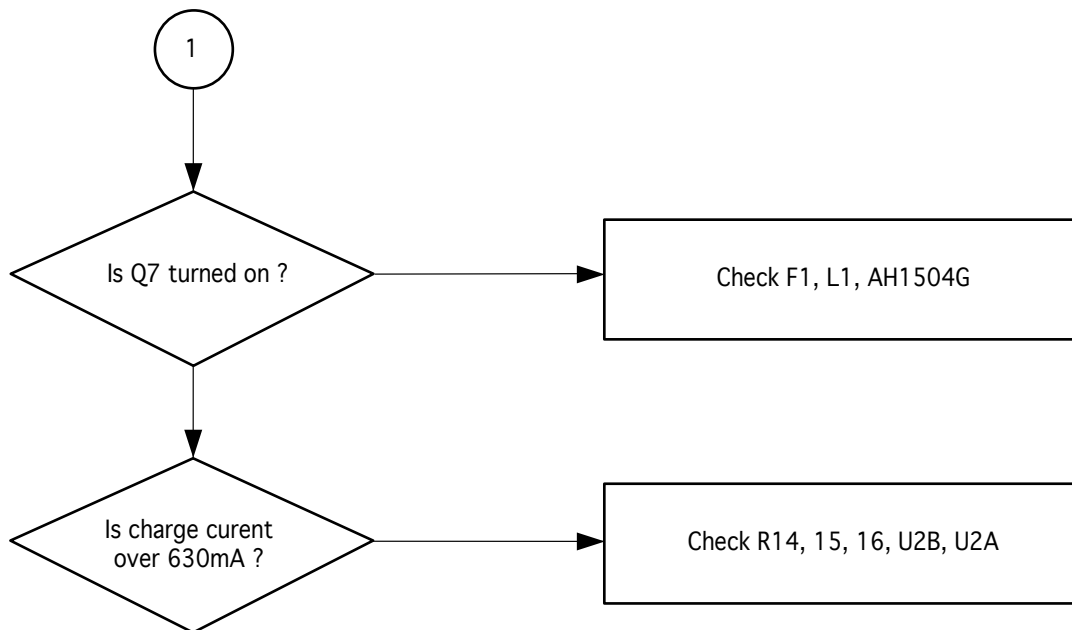 1
Is Q7 turned on ?
Check F1, L1, AH1504G
Is charge curent
over 630mA ?
Check R14, 15, 16, U2B, U2A